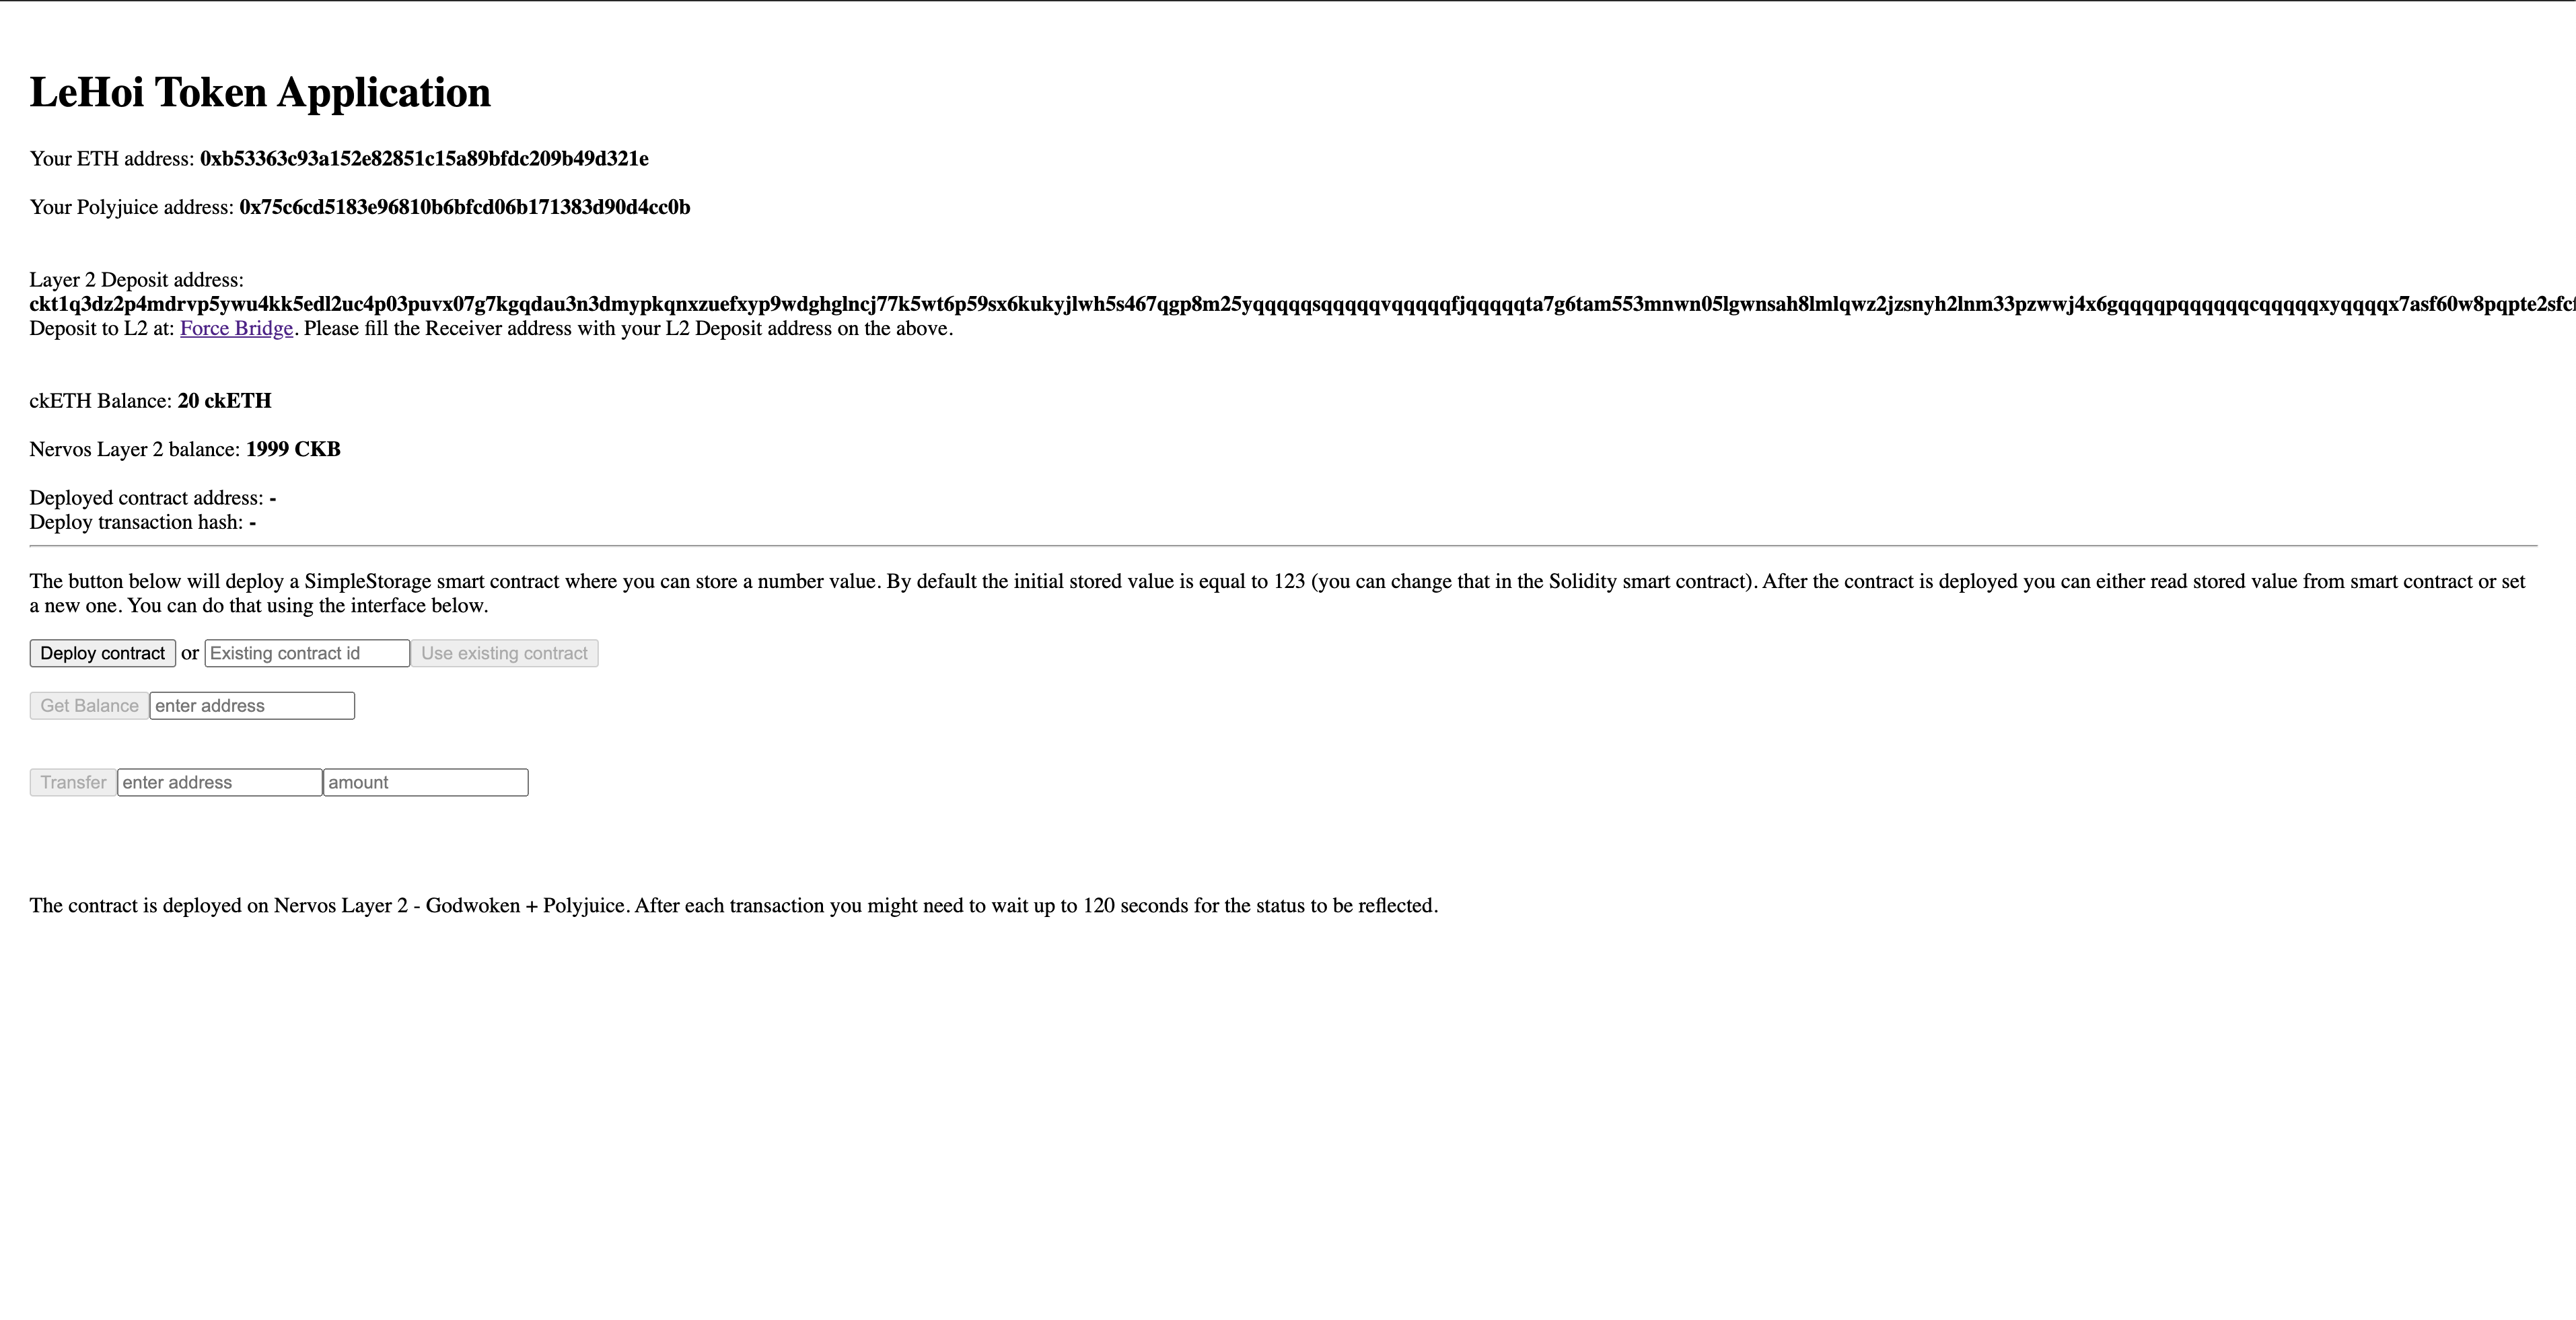 LeHoi Token Application
Your ETH address: 0xb53363c93a152e82851c15a89bfdc209b49d321e
Your Polyjuice address: 0x75c6cd5183e96810b6bfcd06b171383d90d4cc0b
Layer 2 Deposit address:
ckt1q3dz2p4mdrvp5ywu4kk5edl2uc4p03puvx07g7kgqdau3n3dmypkqnxzuefxyp9wdghglncj77k5wt6p59sx6kukyjlwh5s467qgp8m25yqqqqqsqqqqqvqqqqqfjqqqqqta7g6tam553mnwn05lgwnsah8lmlqwz2jzsnyh2lnm33pzwwj4x6gqqqqpqqqqqqcqqqqqxyqqqqx7asf60w8pqpte2sfcf
Deposit to L2 at: Force Bridge. Please fill the Receiver address with your L2 Deposit address on the above.
ckETH Balance: 20 ckETH
Nervos Layer 2 balance: 1999 CKB
Deployed contract address: -
Deploy transaction hash: -
The button below will deploy a SimpleStorage smart contract where you can store a number value. By default the initial stored value is equal to 123 (you can change that in the Solidity smart contract). After the contract is deployed you can either read stored value from smart contract or set
a new one. You can do that using the interface below.
Deploy contract or Existing contract id Use existing contract
Get Balance enter address
Transfer enter address amount
The contract is deployed on Nervos Layer 2 - Godwoken + Polyjuice. After each transaction you might need to wait up to 120 seconds for the status to be reflected.